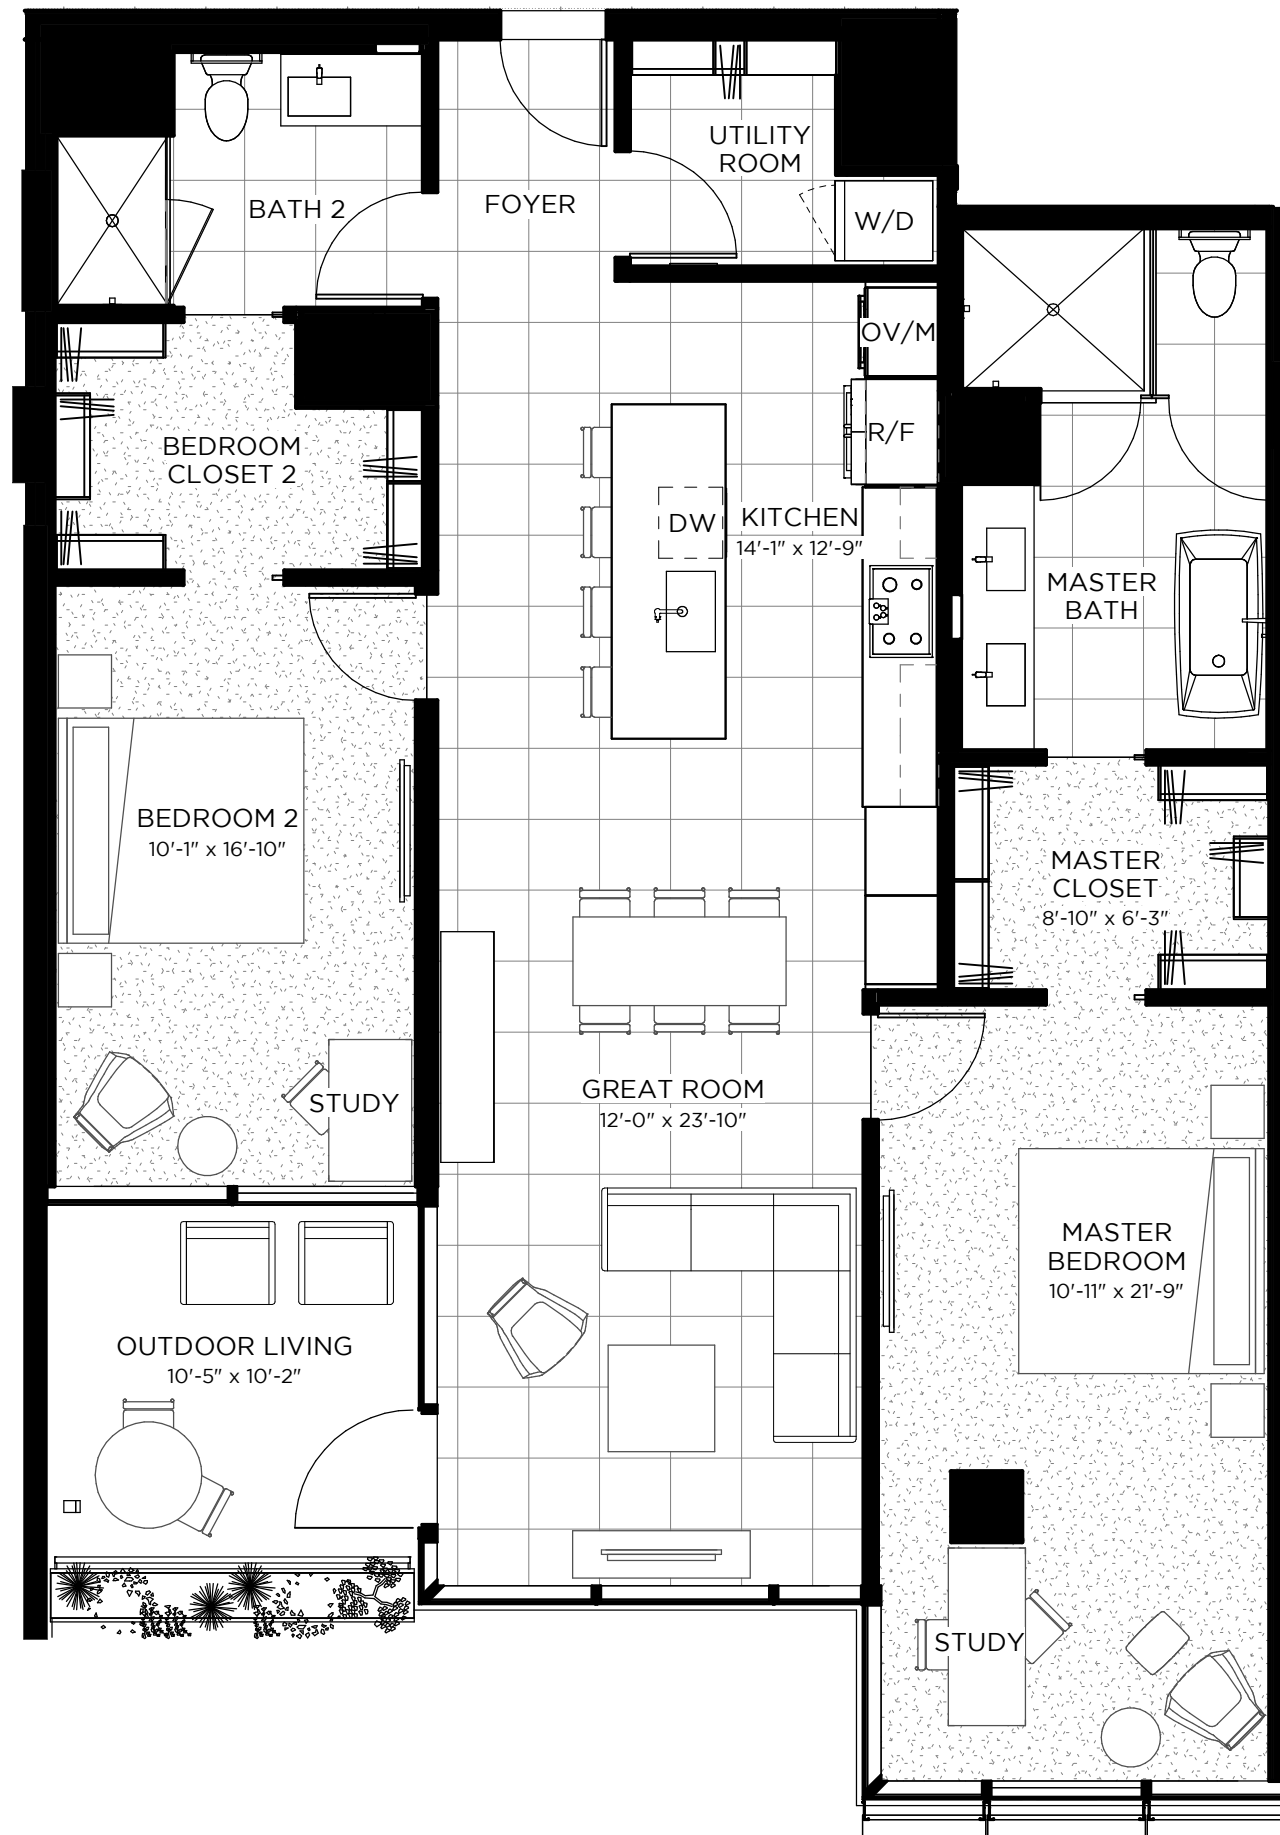 UTILITY
ROOM
BATH 2
FOYER
W/D
OV/M
R/F
BEDROOM
CLOSET 2
DW
KITCHEN
14'-1" x 12'-9"
MASTER
BATH
BEDROOM 2
10'-1" x 16'-10"
MASTER
CLOSET
8'-10" x 6'-3"
GREAT ROOM
12'-0" x 23'-10"
STUDY
MASTER
BEDROOM
10'-11" x 21'-9"
OUTDOOR LIVING
10'-5" x 10'-2"
STUDY